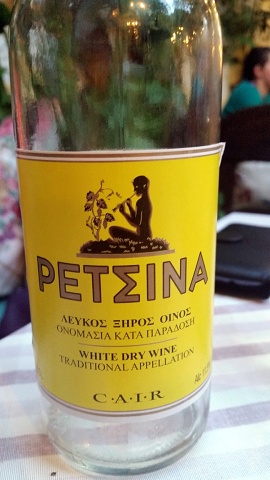 ΡΕΤΣΙΝΑ
ΛΕΥΚΟΣ ΞΗΡΟΣ ΟΙΝΟΣ
ΟΝΟΜΑΣΙΑ ΚΑΤΑ ΠΑΡΑΔΟΣΗ
WHITE DRY WINE
TRADITIONAL APPELLATION
C·A·I·R